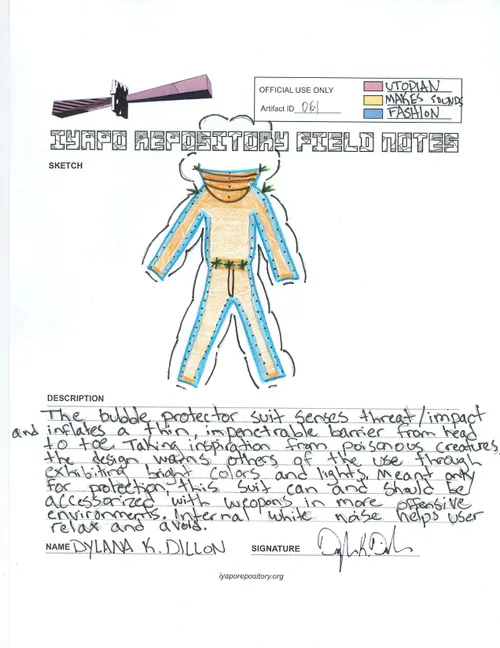 OFFICIAL USE ONLY
Artifact ID 061
UTOPIAN
MAKES SOUNDS
FASHION
IYAPO REPOSITORY FIELD NOTES
SKETCH
DESCRIPTION
The bubble protector suit senses threat/impact
and inflates a thin impenetrable barrier from head
to toe. Taking inspiration from poisonous creatures,
the design warns others of the use through
exhibiting bright colors and lights. Meant only
for protection, this suit can and should be
accessorized with weapons in more offensive
environments. Internal white noise helps user
relax and avoid.
NAME DYLANA K. DILLON
SIGNATURE
iyaporepository.org